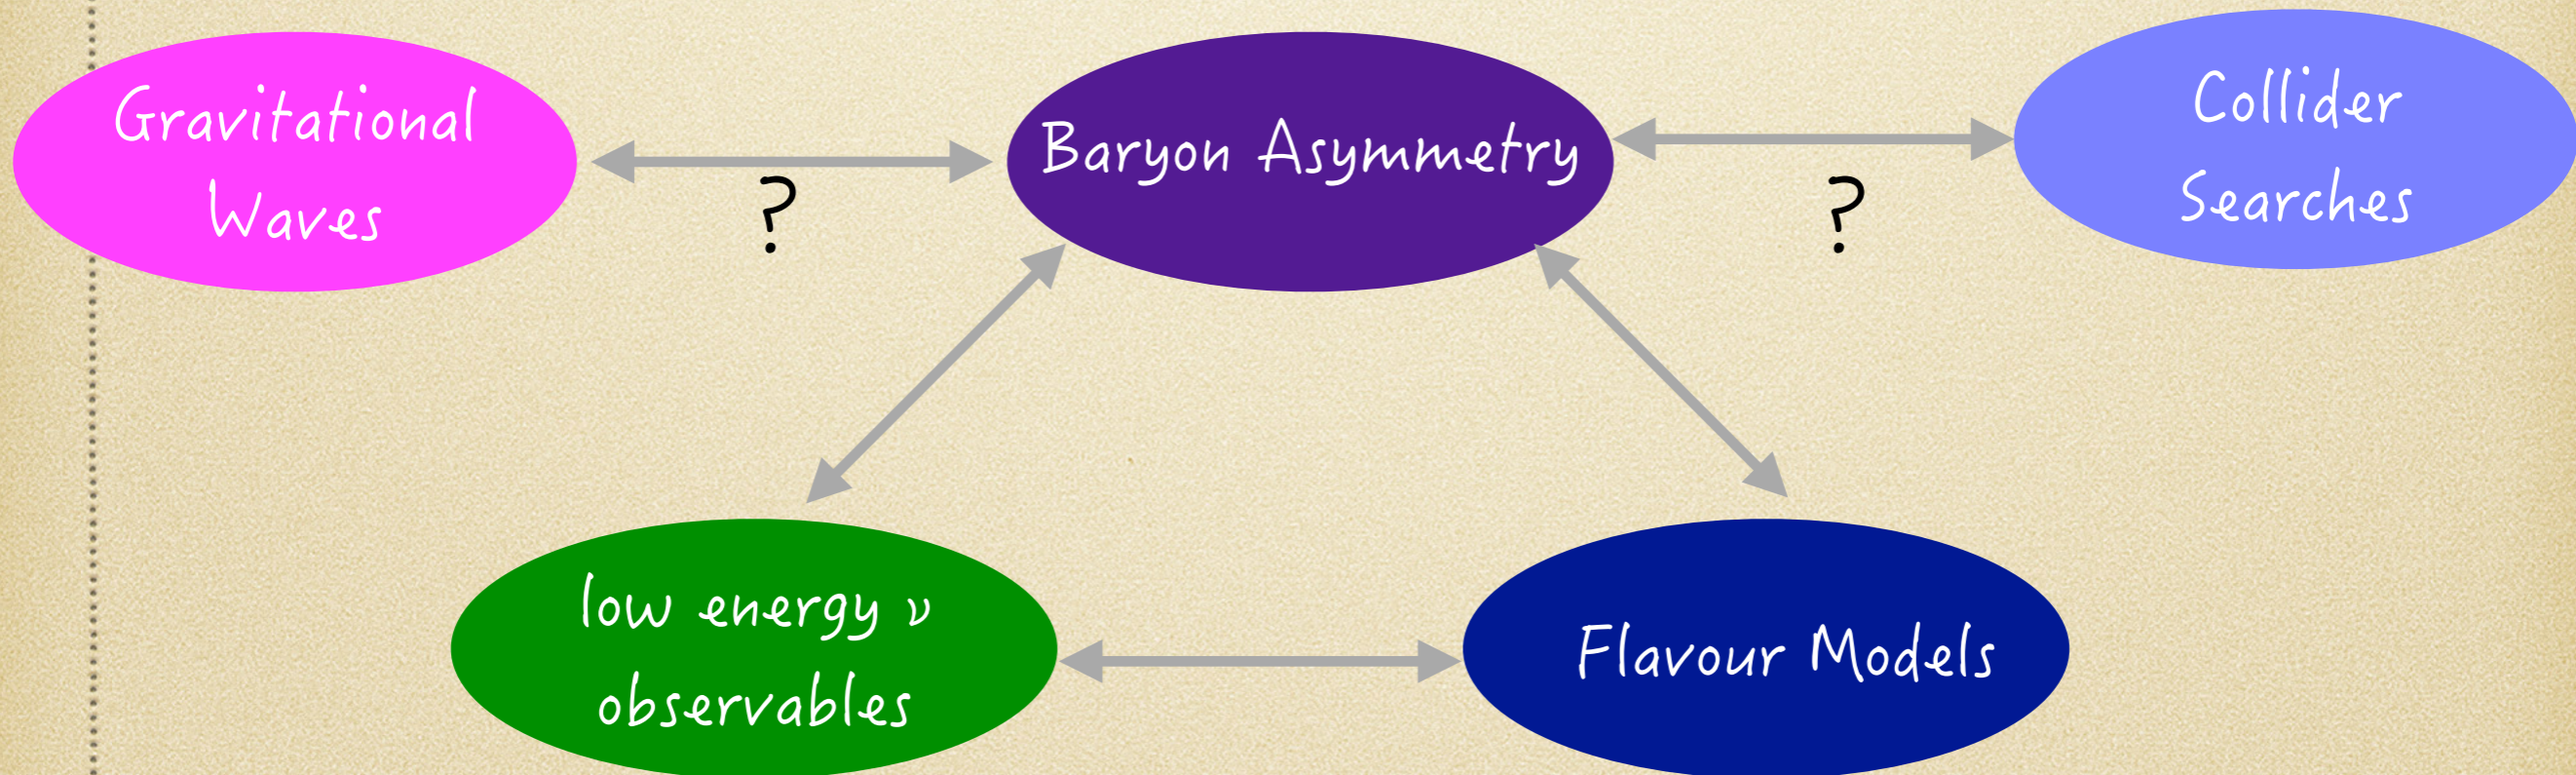 Gravitational
Waves
?
Baryon Asymmetry
?
Collider
Searches
low energy ν
observables
Flavour Models